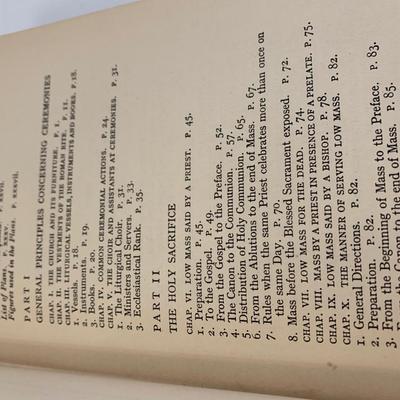 List of Plans P. xxvii.
P. xxxv.
Figures used in the Plans P. xxxvii.
PART I
GENERAL PRINCIPLES CONCERNING CEREMONIES
CHAP. I. THE CHURCH AND ITS FURNITURE. P. 1.
CHAP. II. THE VESTMENTS OF THE ROMAN RITE. P. 11.
CHAP. III. LITURGICAL VESSELS, INSTRUMENTS AND BOOKS. P. 18.
1. Vessels. P. 18.
2. Instruments. P. 19.
3. Books. P. 20.
CHAP. IV. COMMON CEREMONIAL ACTIONS. P. 24.
CHAP. V. THE CHOIR AND ASSISTANTS AT CEREMONIES. P. 31.
1 The Liturgical Choir. P. 31
2. Ministers and Servers. P. 33.
3. Ecclesiastical Rank. P. 35.
PART II
THE HOLY SACRIFICE
CHAP. VI. LOW MASS SAID BY A PRIEST. P. 45.
1. Preparation. P. 45.
2. To the Gospel. P. 49.
3. From the Gospel to the Preface. P. 52.
4. The Canon to the Communion. P. 57.
5. Distribution of Holy Communion. P. 60.
6. From the Ablutions to the end of Mass. P. 67.
7. Rules when the same Priest celebrates more than once on
the same Day. P. 70.
8. Mass before the Blessed Sacrament exposed. P. 72.
CHAP. VII. LOW MASS FOR THE DEAD. P. 74.
CHAP. VIII. MASS BY A PRIEST IN PRESENCE OF A PRELATE. P. 75.
CHAP. IX. LOW MASS SAID BY A BISHOP. P. 78.
CHAP. X. THE MANNER OF SERVING LOW MASS. P. 82.
1. General Directions. P. 82.
2. Preparation. P. 82.
3. From the Beginning of Mass to the Preface. P. 83.
From the Canon to the end of Mass. P. 85.